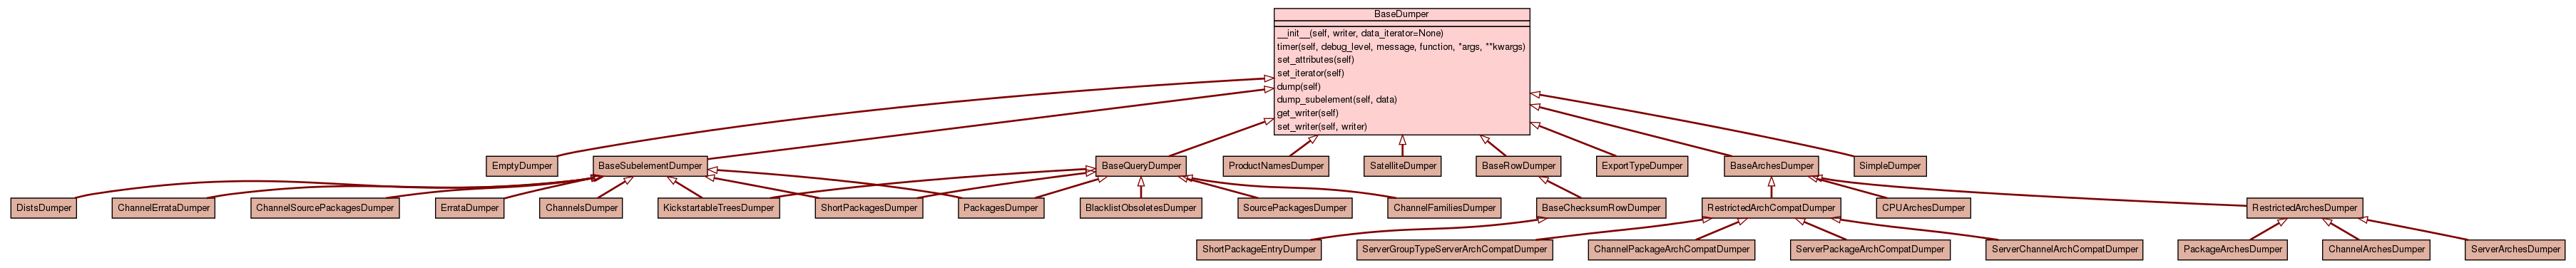 BaseDumper
__init__(self, writer, data_iterator=None)
timer(self, debug_level, message, function, *args, **kwargs)
set_attributes(self)
set_iterator(self)
dump(self)
dump_subelement(self, data)
get_writer(self)
set_writer(self, writer)
EmptyDumper
BaseSubelementDumper
BaseQueryDumper
ProductNamesDumper
SatelliteDumper
BaseRowDumper
ExportTypeDumper
BaseArchesDumper
SimpleDumper
DistsDumper
ChannelErrataDumper
ChannelSourcePackagesDumper
ErrataDumper
ChannelsDumper
KickstartableTreesDumper
ShortPackagesDumper
PackagesDumper
BlacklistObsoletesDumper
SourcePackagesDumper
ChannelFamiliesDumper
BaseChecksumRowDumper
RestrictedArchCompatDumper
CPUArchesDumper
RestrictedArchesDumper
ShortPackageEntryDumper
ServerGroupTypeServerArchCompatDumper
ChannelPackageArchCompatDumper
ServerPackageArchCompatDumper
ServerChannelArchCompatDumper
PackageArchesDumper
ChannelArchesDumper
ServerArchesDumper